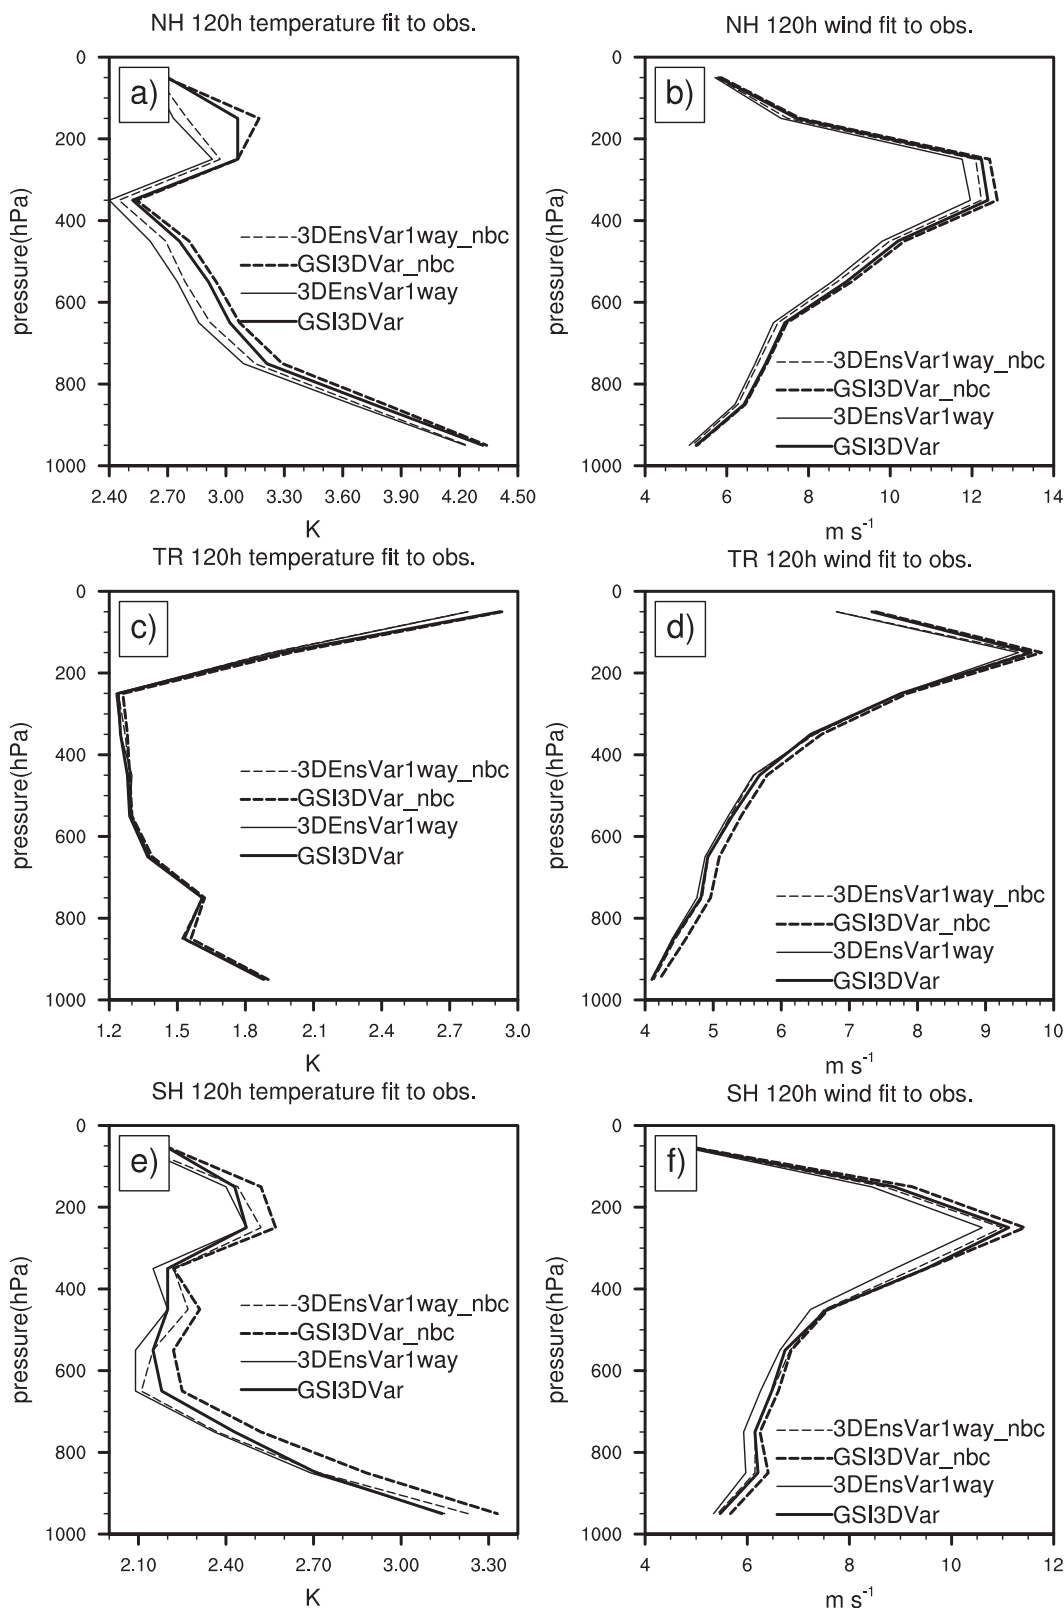 NH 120h temperature fit to obs.
0
200
400
600
800
1000
pressure(hPa)
a)
3DEnsVar1way_nbc
GSI3DVar_nbc
3DEnsVar1way
GSI3DVar
2.40 2.70 3.00 3.30 3.60 3.90 4.20 4.50
K
NH 120h wind fit to obs.
0
200
400
600
800
1000
pressure(hPa)
b)
3DEnsVar1way_nbc
GSI3DVar_nbc
3DEnsVar1way
GSI3DVar
4 6 8 10 12 14
m s-1
TR 120h temperature fit to obs.
0
200
400
600
800
1000
pressure(hPa)
c)
3DEnsVar1way_nbc
GSI3DVar_nbc
3DEnsVar1way
GSI3DVar
1.2 1.5 1.8 2.1 2.4 2.7 3.0
K
TR 120h wind fit to obs.
0
200
400
600
800
1000
pressure(hPa)
d)
3DEnsVar1way_nbc
GSI3DVar_nbc
3DEnsVar1way
GSI3DVar
4 5 6 7 8 9 10
m s-1
SH 120h temperature fit to obs.
0
200
400
600
800
1000
pressure(hPa)
e)
3DEnsVar1way_nbc
GSI3DVar_nbc
3DEnsVar1way
GSI3DVar
2.10 2.40 2.70 3.00 3.30
K
SH 120h wind fit to obs.
0
200
400
600
800
1000
pressure(hPa)
f)
3DEnsVar1way_nbc
GSI3DVar_nbc
3DEnsVar1way
GSI3DVar
4 6 8 10 12
m s-1